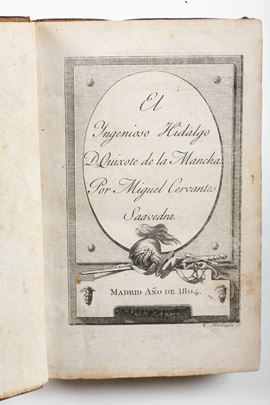 El
Ingenioso Hidalgo
D. Quixote de la Mancha.
Por Miguel Cervantes
Saavedra.
MADRID AÑO DE 1804.